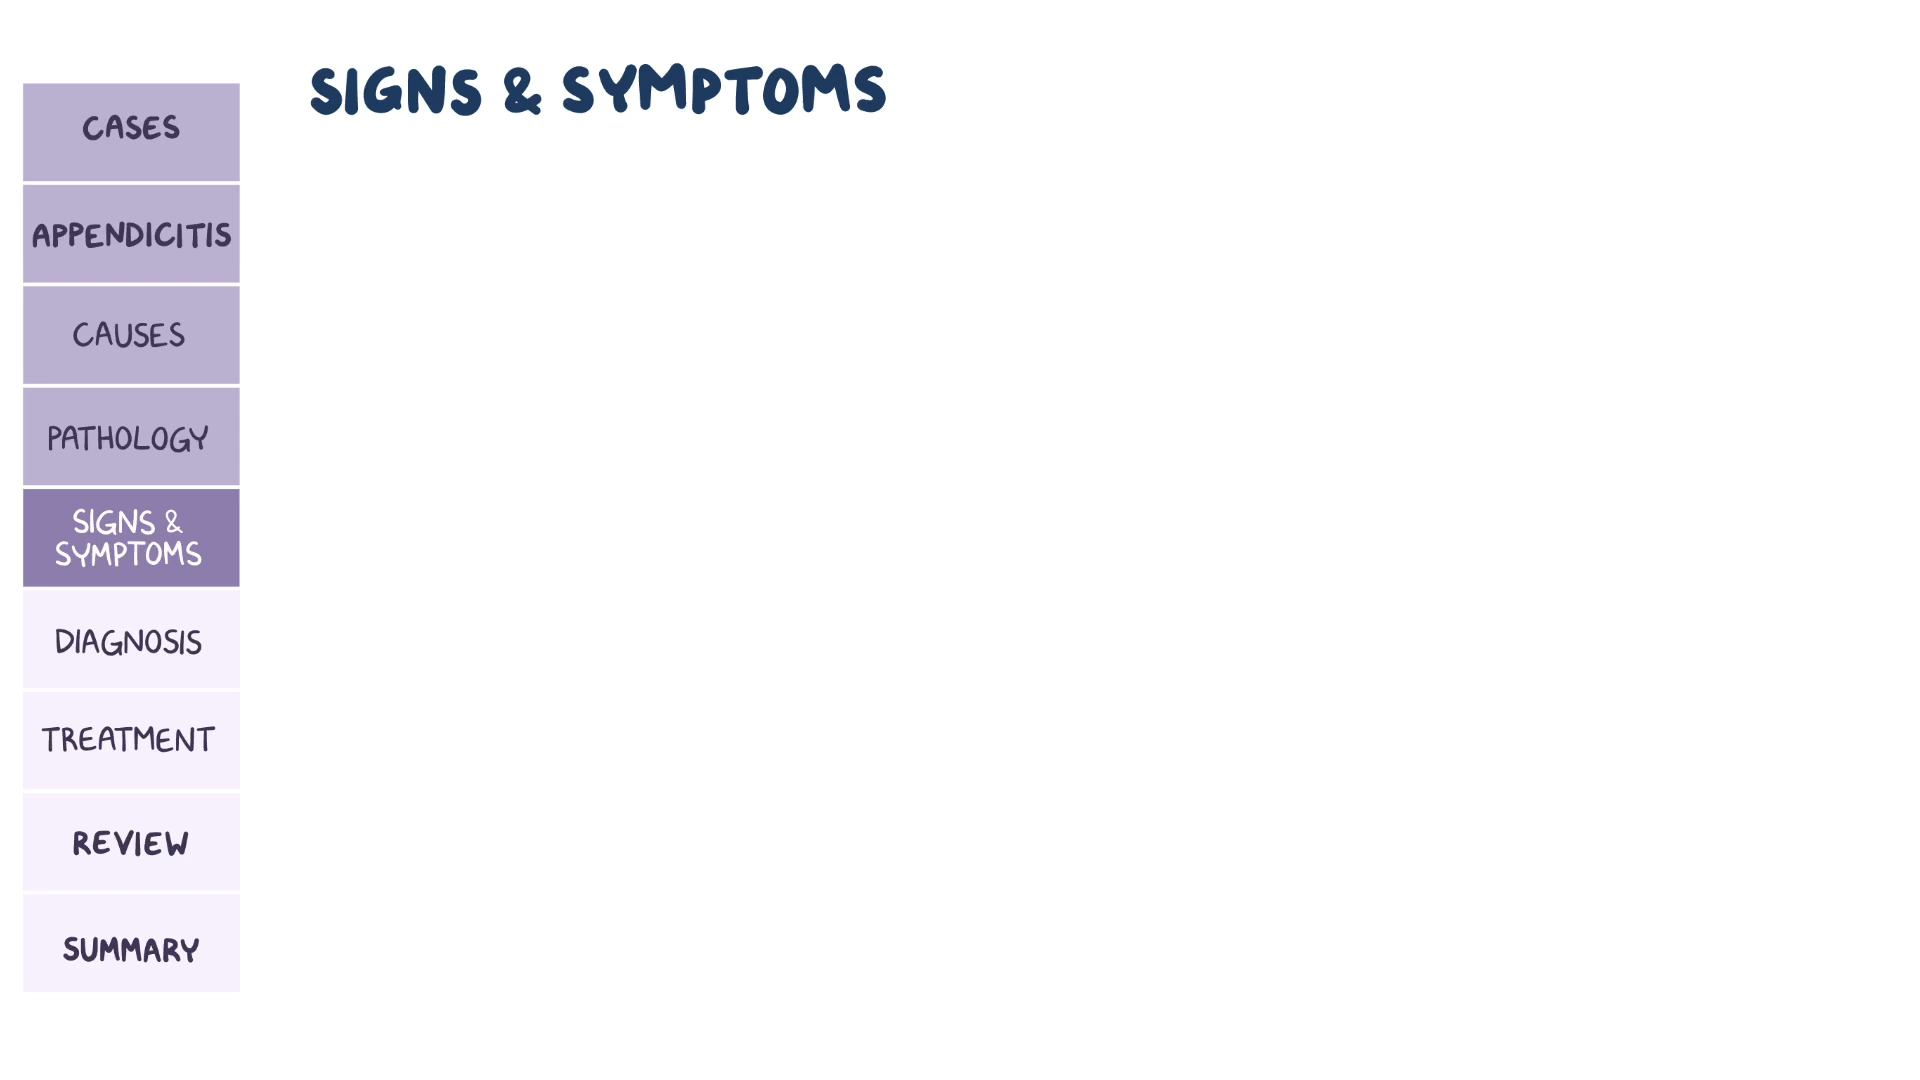 SIGNS & SYMPTOMS
CASES
APPENDICITIS
CAUSES
PATHOLOGY
SIGNS &
SYMPTOMS
DIAGNOSIS
TREATMENT
REVIEW
SUMMARY